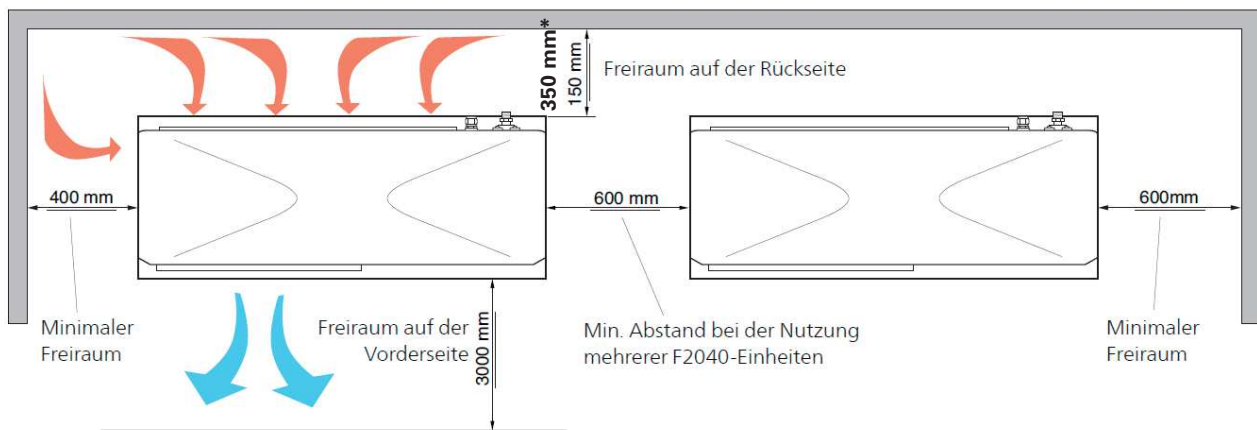 350 mm*
150 mm
Freiraum auf der Rückseite
400 mm
600 mm
600mm
Minimaler
Freiraum
Freiraum auf der
Vorderseite
3000 mm
Min. Abstand bei der Nutzung
mehrerer F2040-Einheiten
Minimaler
Freiraum